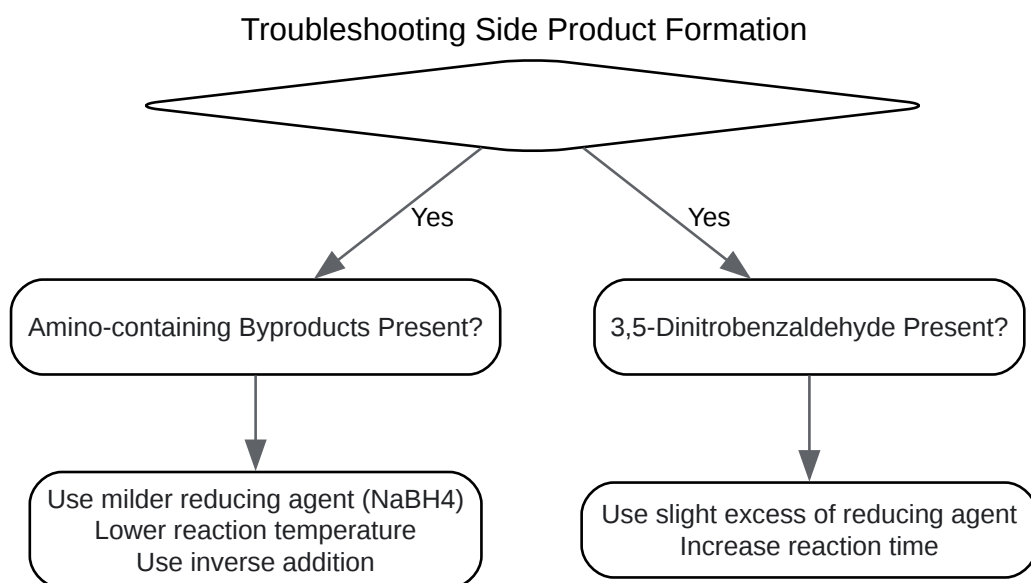 Troubleshooting Side Product Formation
Yes
Yes
Amino-containing Byproducts Present?
3,5-Dinitrobenzaldehyde Present?
Use milder reducing agent (NaBH4)
Lower reaction temperature
Use inverse addition
Use slight excess of reducing agent
Increase reaction time